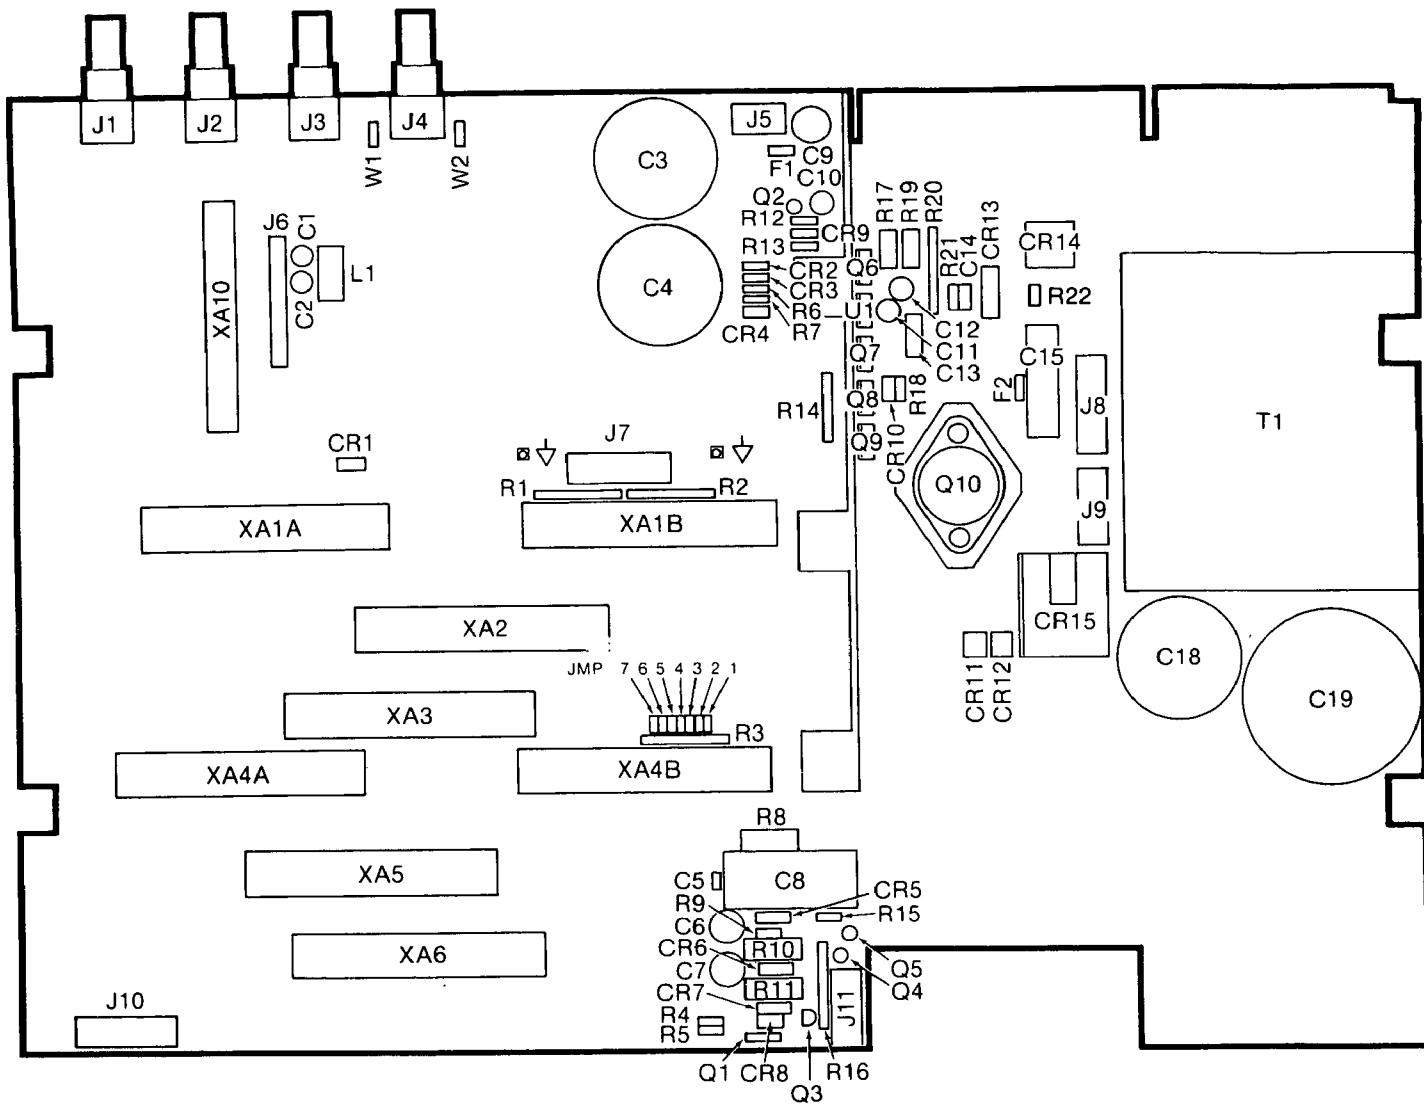 J1
J2
J3
J4
W1
W2
C3
J5
C9
F1
C10
Q2
R12
CR9
R13
CR2
CR3
R6
R7
CR4
C4
XA10
J6
C1
C2
L1
R17
R19
R20
R21
C14
CR13
CR14
R22
Q6
U1
C12
C11
C13
Q7
Q8
Q9
R14
R18
CR10
Q10
F2
C15
J8
J9
T1
CR1
J7
R1
R2
XA1A
XA1B
CR15
CR11
CR12
C18
C19
XA2
JMP 7 6 5 4 3 2 1
XA3
R3
XA4A
XA4B
R8
C8
XA5
C5
CR5
R9
R15
C6
R10
CR6
Q5
XA6
C7
R11
Q4
CR7
J10
R4
R5
D
J11
Q1
CR8
Q3
R16